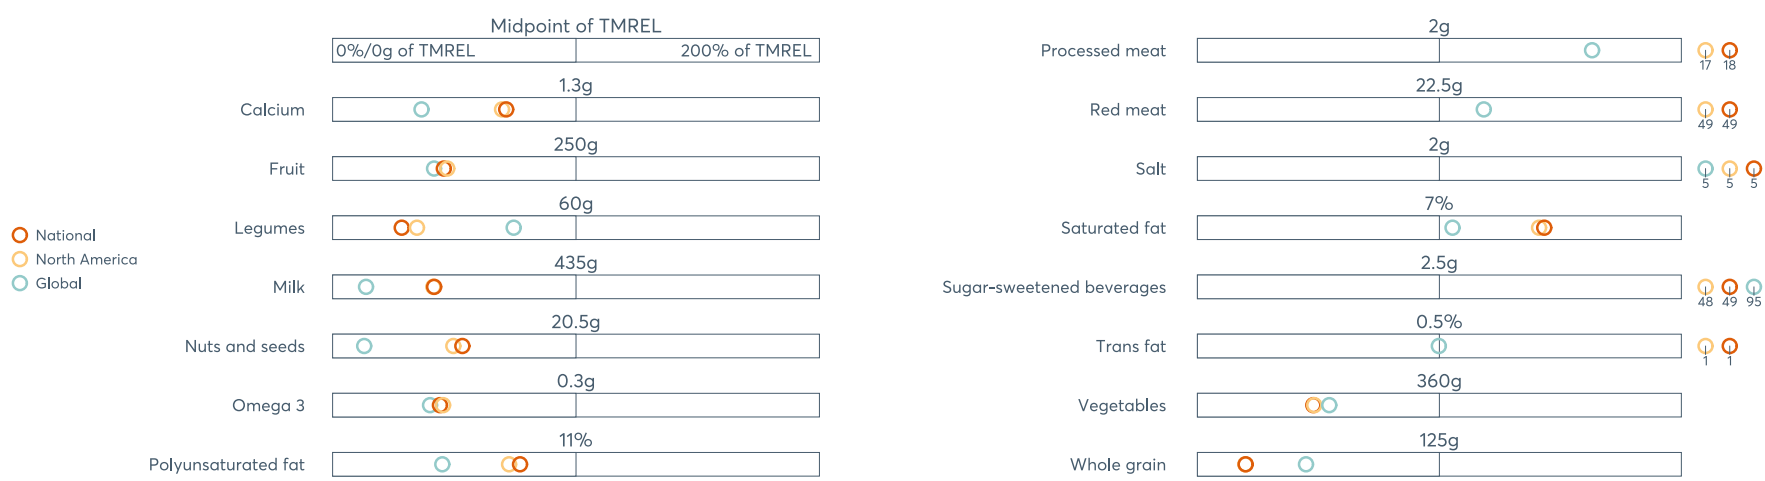 Midpoint of TMREL
0%/0g of TMREL
200% of TMREL
1.3g
Calcium
250g
Fruit
60g
Legumes
435g
Milk
20.5g
Nuts and seeds
0.3g
Omega 3
11%
Polyunsaturated fat
National
North America
Global
2g
Processed meat
17 18
22.5g
Red meat
49 49
2g
Salt
5 5 5
7%
Saturated fat
2.5g
Sugar-sweetened beverages
48 49 95
0.5%
Trans fat
1 1
360g
Vegetables
125g
Whole grain